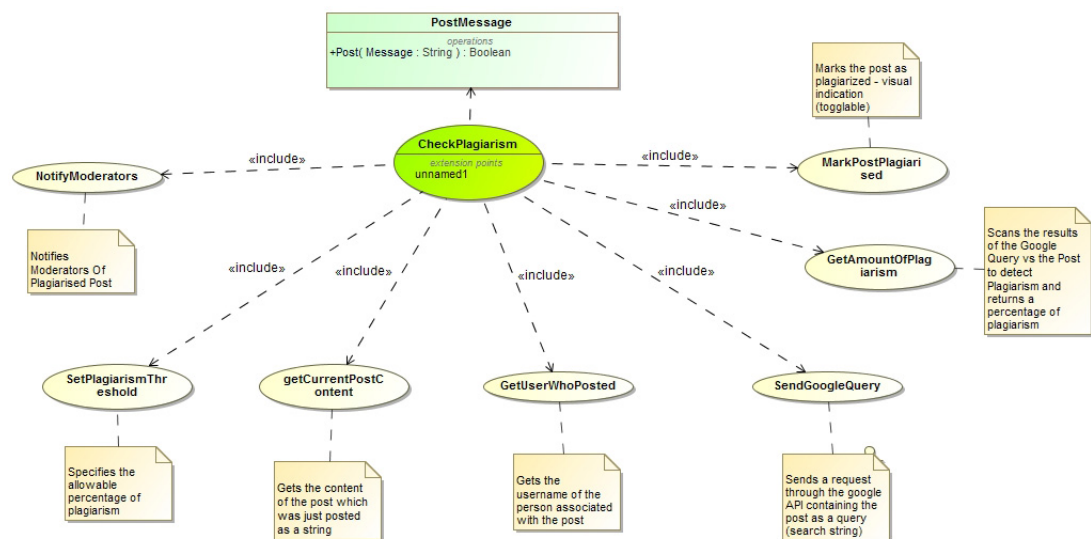 PostMessage
operations
+Post( Message : String ) : Boolean
Marks the post as
plagiarized - visual
indication
(togglable)
CheckPlagiarism
extension points
unnamed1
«include»
«include»
MarkPostPlagiari
sed
NotifyModerators
Notifies
Moderators Of
Plagiarised Post
Scans the results
of the Google
Query vs the Post
to detect
Plagiarism and
returns a
percentage of
plagiarism
«include»
GetAmountOfPlag
iarism
«include»
«include»
«include»
«include»
SetPlagiarismThr
eshold
getCurrentPostC
ontent
GetUserWhoPosted
SendGoogleQuery
Specifies the
allowable
percentage of
plagiarism
Gets the content
of the post which
was just posted
as a string
Gets the
username of the
person associated
with the post
Sends a request
through the google
API containing the
post as a query
(search string)